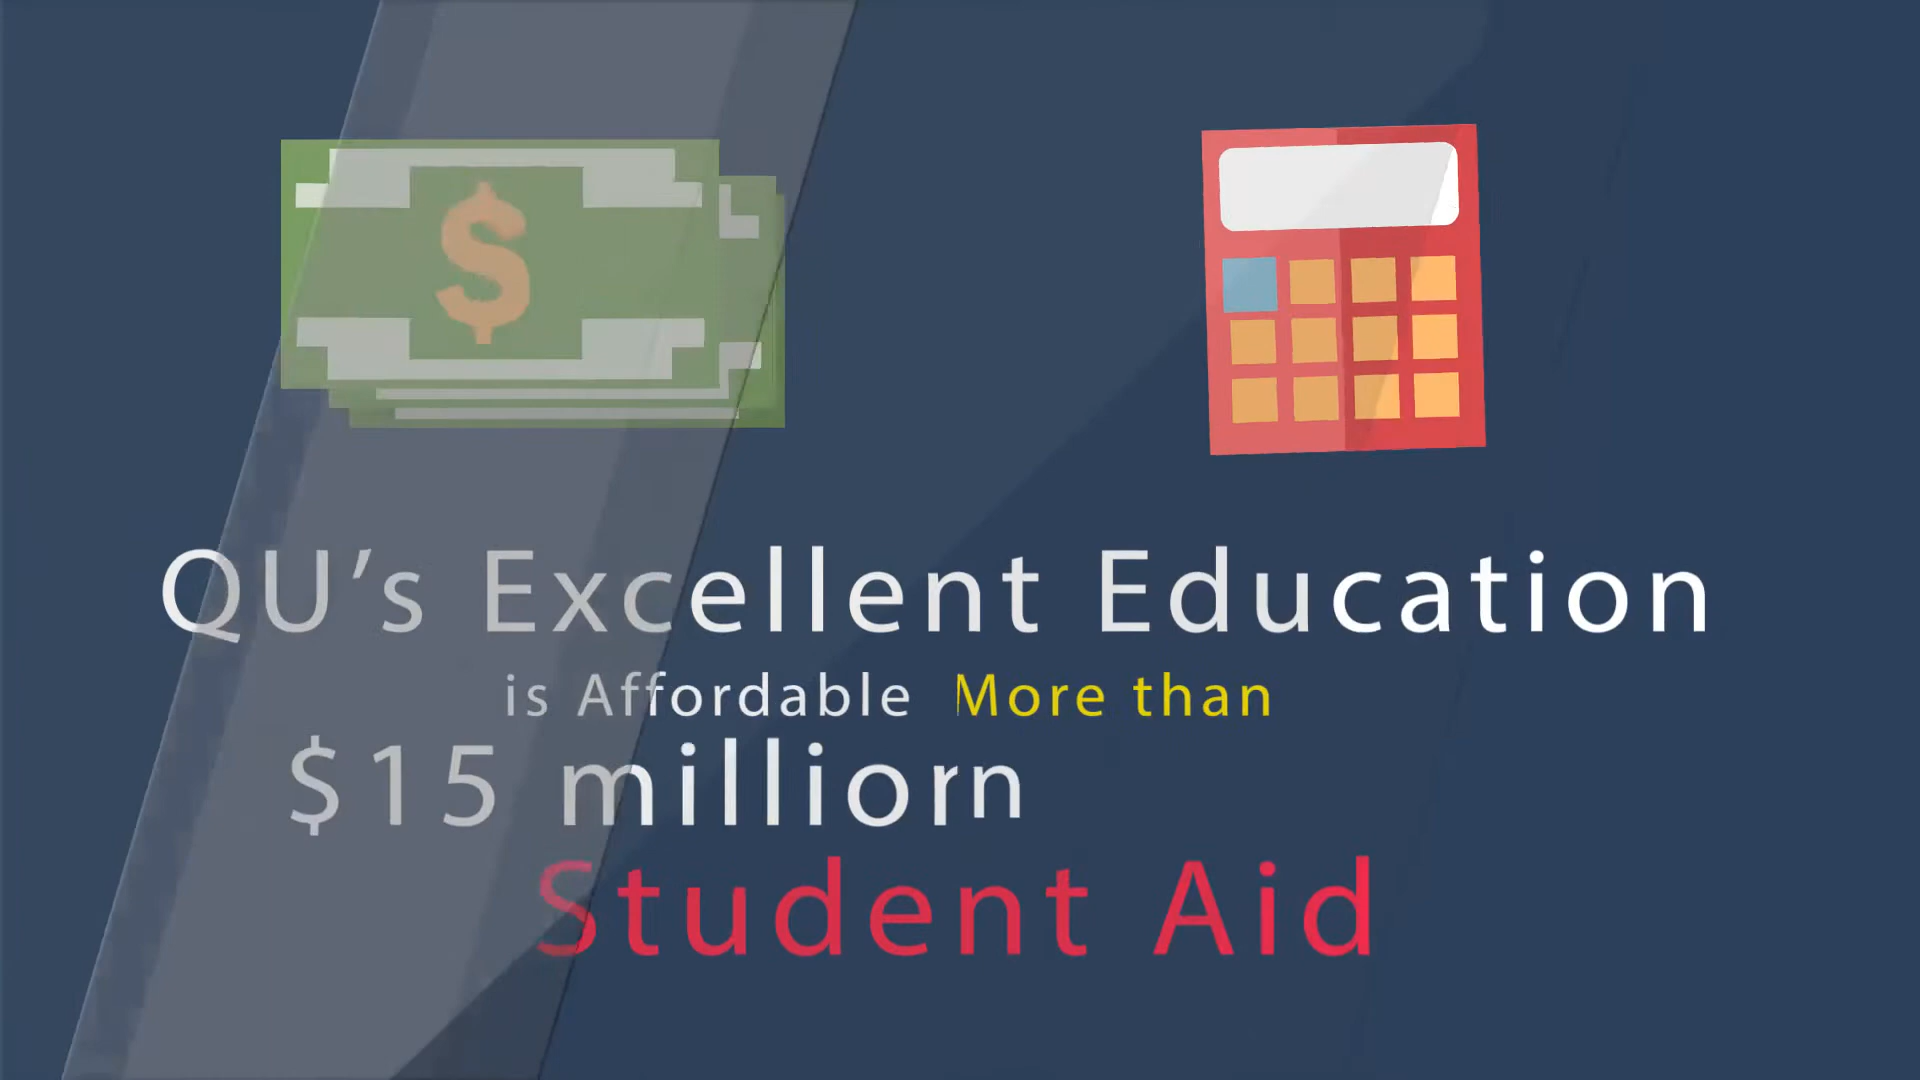 QU’s Excellent Education
is Affordable More than
$15 milliorn
Student Aid